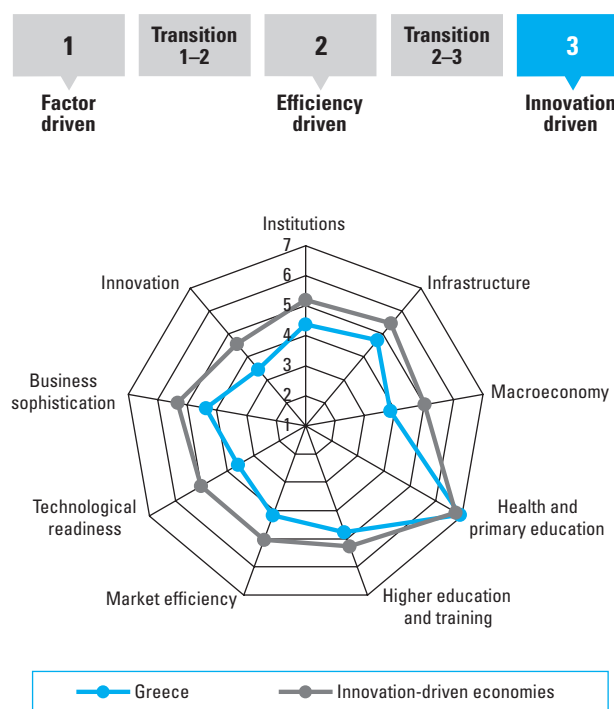 1
Transition
1–2
2
Transition
2–3
3
Factor
driven
Efficiency
driven
Innovation
driven
Institutions
7
6
5
4
3
2
1
Infrastructure
Macroeconomy
Health and
primary education
Higher education
and training
Market efficiency
Technological
readiness
Business
sophistication
Innovation
Greece
Innovation-driven economies